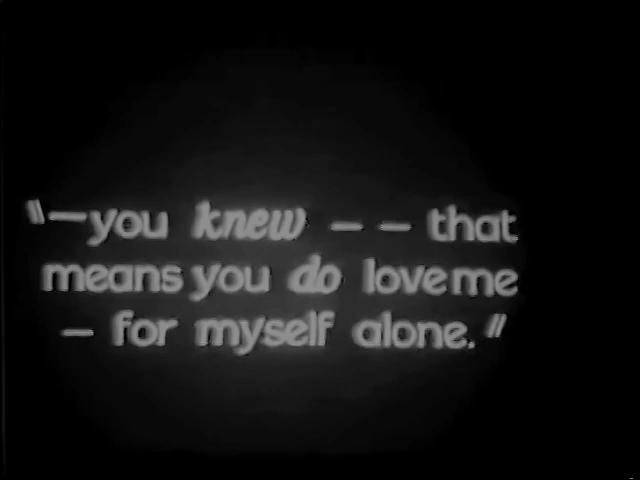 "—you knew — — that
means you do love me
— for myself alone."